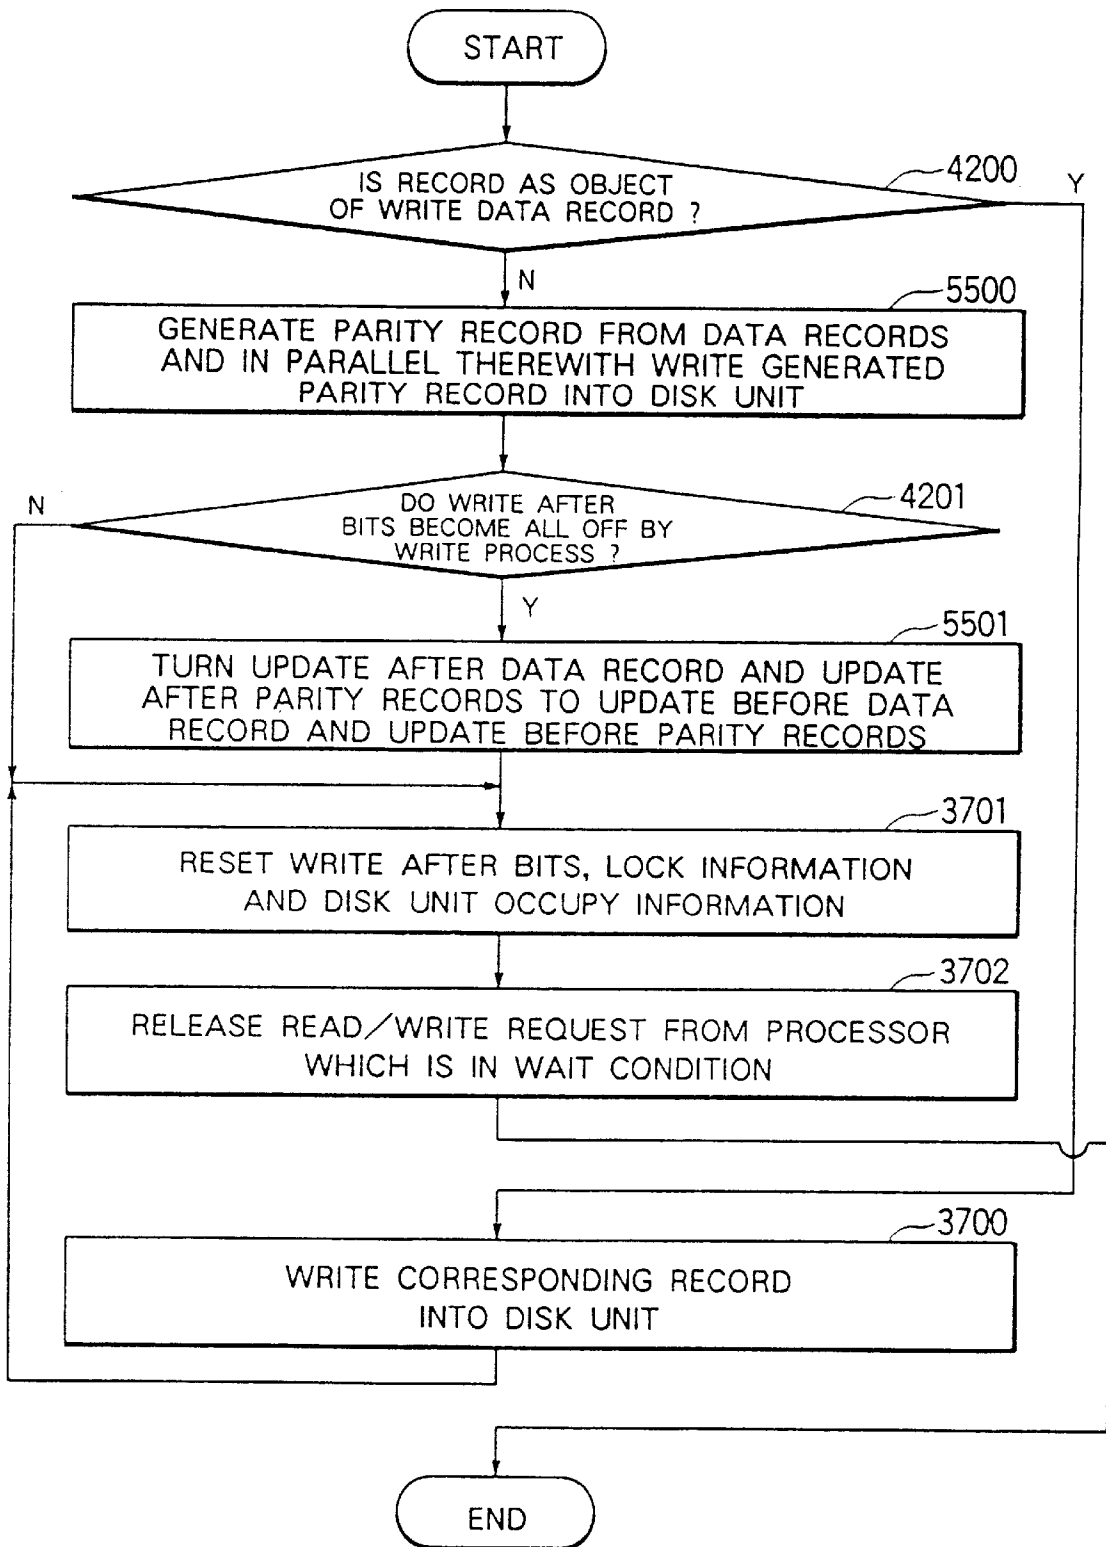 START
IS RECORD AS OBJECT
OF WRITE DATA RECORD ?
4200
Y
N
5500
GENERATE PARITY RECORD FROM DATA RECORDS
AND IN PARALLEL THEREWITH WRITE GENERATED
PARITY RECORD INTO DISK UNIT
N
DO WRITE AFTER
BITS BECOME ALL OFF BY
WRITE PROCESS ?
4201
Y
5501
TURN UPDATE AFTER DATA RECORD AND UPDATE
AFTER PARITY RECORDS TO UPDATE BEFORE DATA
RECORD AND UPDATE BEFORE PARITY RECORDS
3701
RESET WRITE AFTER BITS, LOCK INFORMATION
AND DISK UNIT OCCUPY INFORMATION
3702
RELEASE READ/WRITE REQUEST FROM PROCESSOR
WHICH IS IN WAIT CONDITION
3700
WRITE CORRESPONDING RECORD
INTO DISK UNIT
END